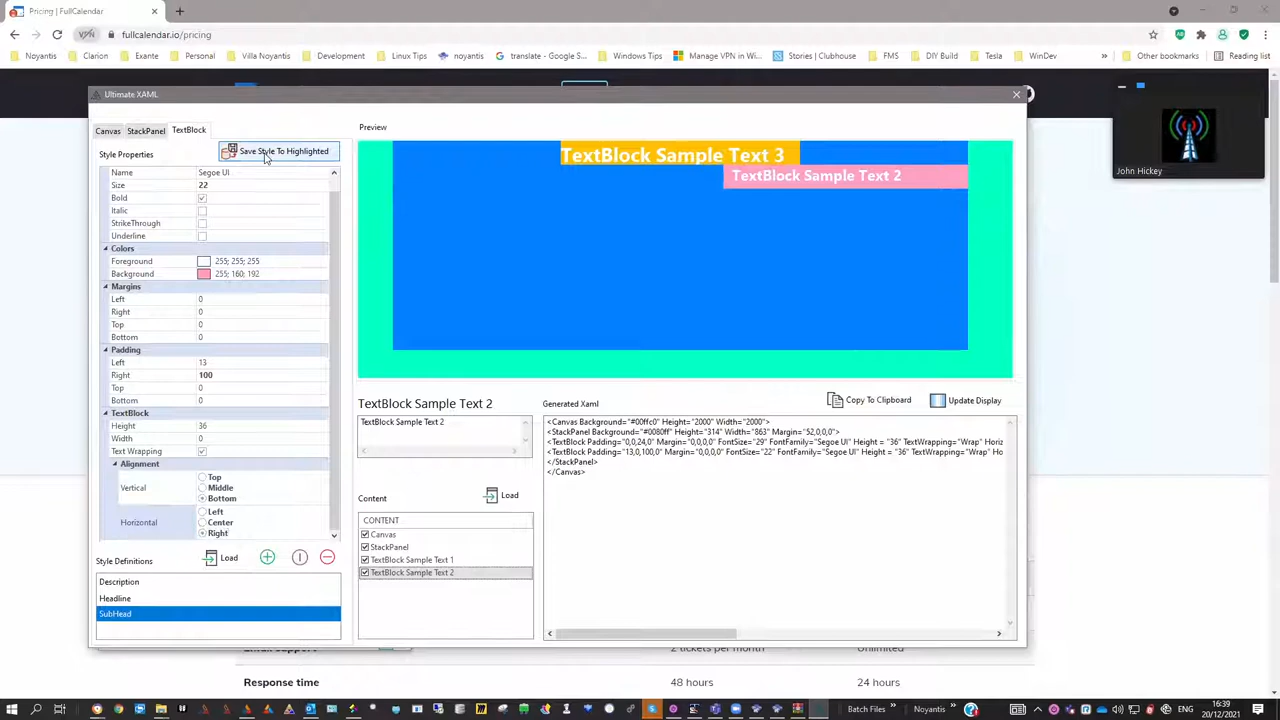 Pricing | FullCalendar
VPN
fullcalendar.io/pricing
Noyantis
Clarion
Exante
Personal
Villa Noyantis
Development
Linux Tips
noyantis
translate - Google S...
Windows Tips
Manage VPN in Wi...
Stories | Clubhouse
FMS
DIY Build
Tesla
WinDev
»
Other bookmarks
Reading list
Ultimate XAML
Canvas
StackPanel
TextBlock
Style Properties
Save Style To Highlighted
Name Segoe UI
Size 22
Bold
Italic
StrikeThrough
Underline
Colors
Foreground 255; 255; 255
Background 255; 160; 192
Margins
Left 0
Right 0
Top 0
Bottom 0
Padding
Left 13
Right 100
Top 0
Bottom 0
TextBlock
Height 36
Width 0
Text Wrapping
Alignment
Vertical
Top
Middle
Bottom
Horizontal
Left
Center
Right
Style Definitions
Load
Description
Headline
SubHead
Preview
TextBlock Sample Text 3
TextBlock Sample Text 2
TextBlock Sample Text 2
TextBlock Sample Text 2
Content
Load
CONTENT
Canvas
StackPanel
TextBlock Sample Text 1
TextBlock Sample Text 2
Generated Xaml
Copy To Clipboard
Update Display
<Canvas Background="#00ffc0" Height="2000" Width="2000">
<StackPanel Background="#0080ff" Height="314" Width="863" Margin="52,0,0,0">
<TextBlock Padding="0,0,24,0" Margin="0,0,0,0" FontSize="29" FontFamily="Segoe UI" Height = "36" TextWrapping="Wrap" Horiz
<TextBlock Padding="13,0,100,0" Margin="0,0,0,0" FontSize="22" FontFamily="Segoe UI" Height = "36" TextWrapping="Wrap" Ho
</StackPanel>
</Canvas>
John Hickey
Email support
2 tickets per month
Unlimited
Response time
48 hours
24 hours
Batch Files
»
Noyantis
»
16:39
20/12/2021